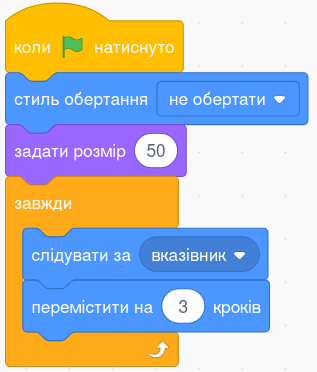 коли натиснуто
стиль обертання не обертати
задати розмір 50
завжди
слідувати за вказівник
перемістити на 3 кроків